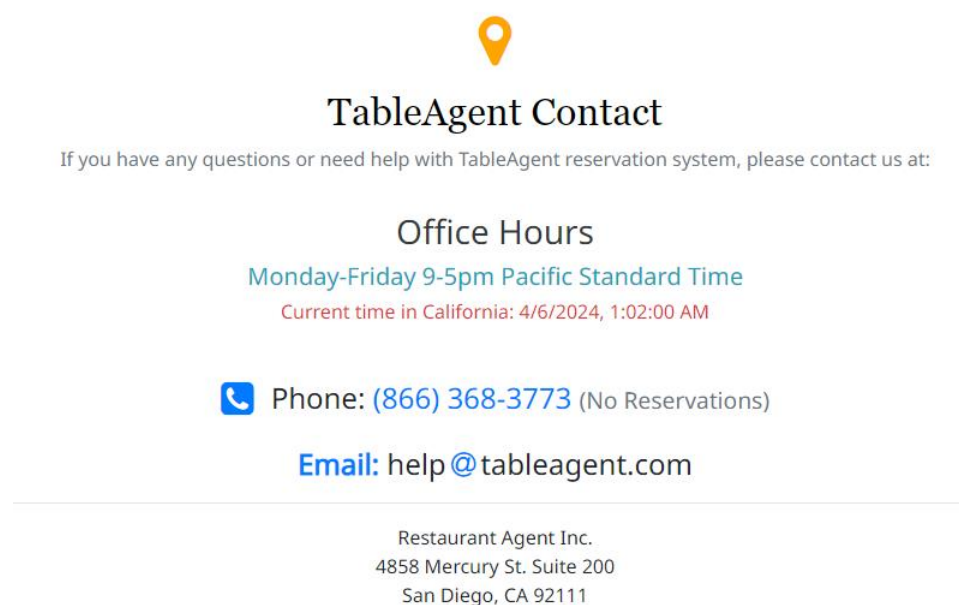 TableAgent Contact
If you have any questions or need help with TableAgent reservation system, please contact us at:
Office Hours
Monday-Friday 9-5pm Pacific Standard Time
Current time in California: 4/6/2024, 1:02:00 AM
Phone: (866) 368-3773 (No Reservations)
Email: help@tableagent.com
Restaurant Agent Inc.
4858 Mercury St. Suite 200
San Diego, CA 92111